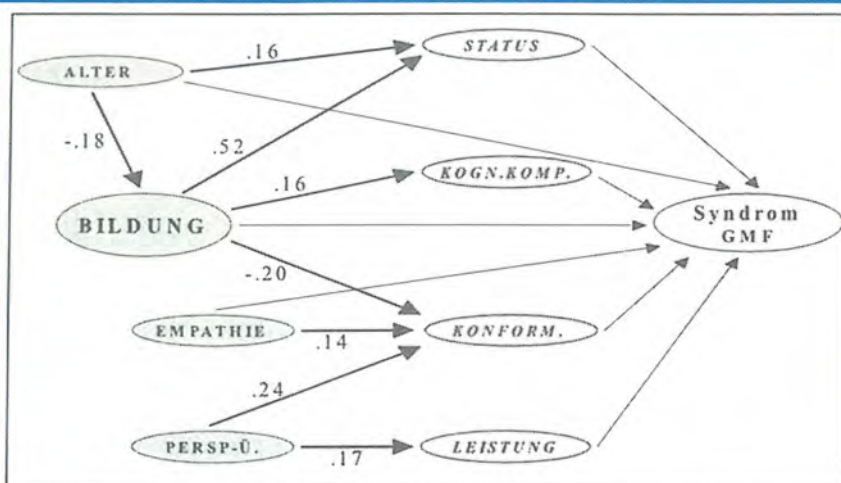 .16
STATUS
ALTER
-.18
.52
.16
KOGN.KOMP.
BILDUNG
Syndrom
GMF
-.20
EMPATHIE
.14
KONFORM.
.24
PERSP-Ü.
.17
LEISTUNG